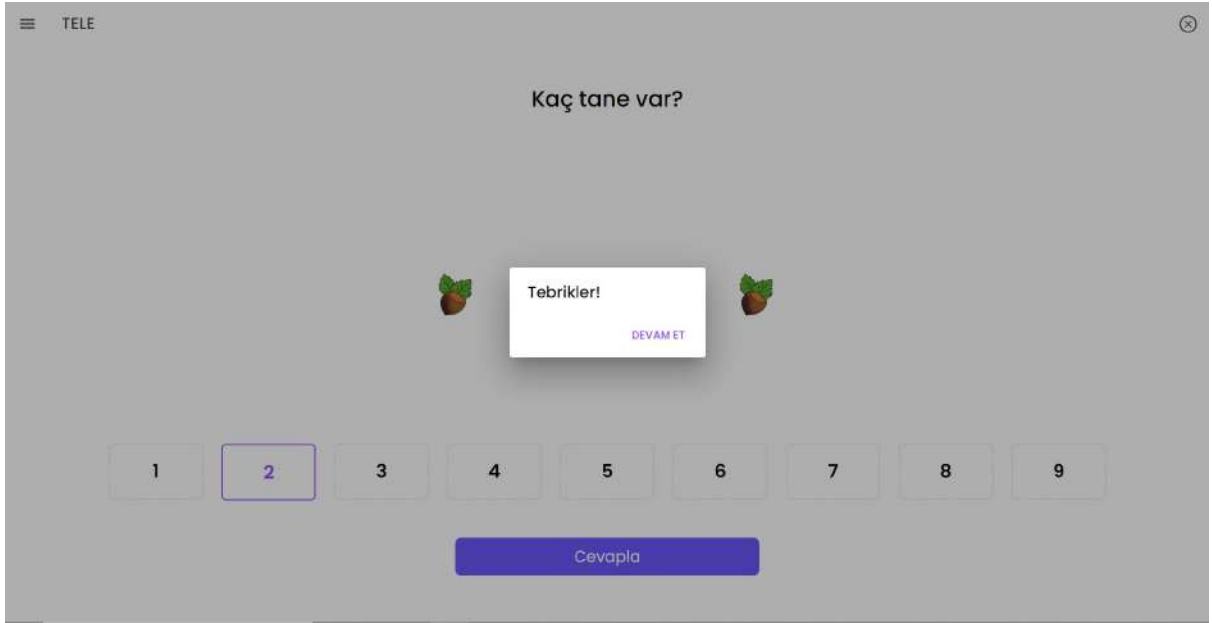 TELE
Kaç tane var?
Tebrikler!
DEVAM ET
1 2 3 4 5 6 7 8 9
Cevapla